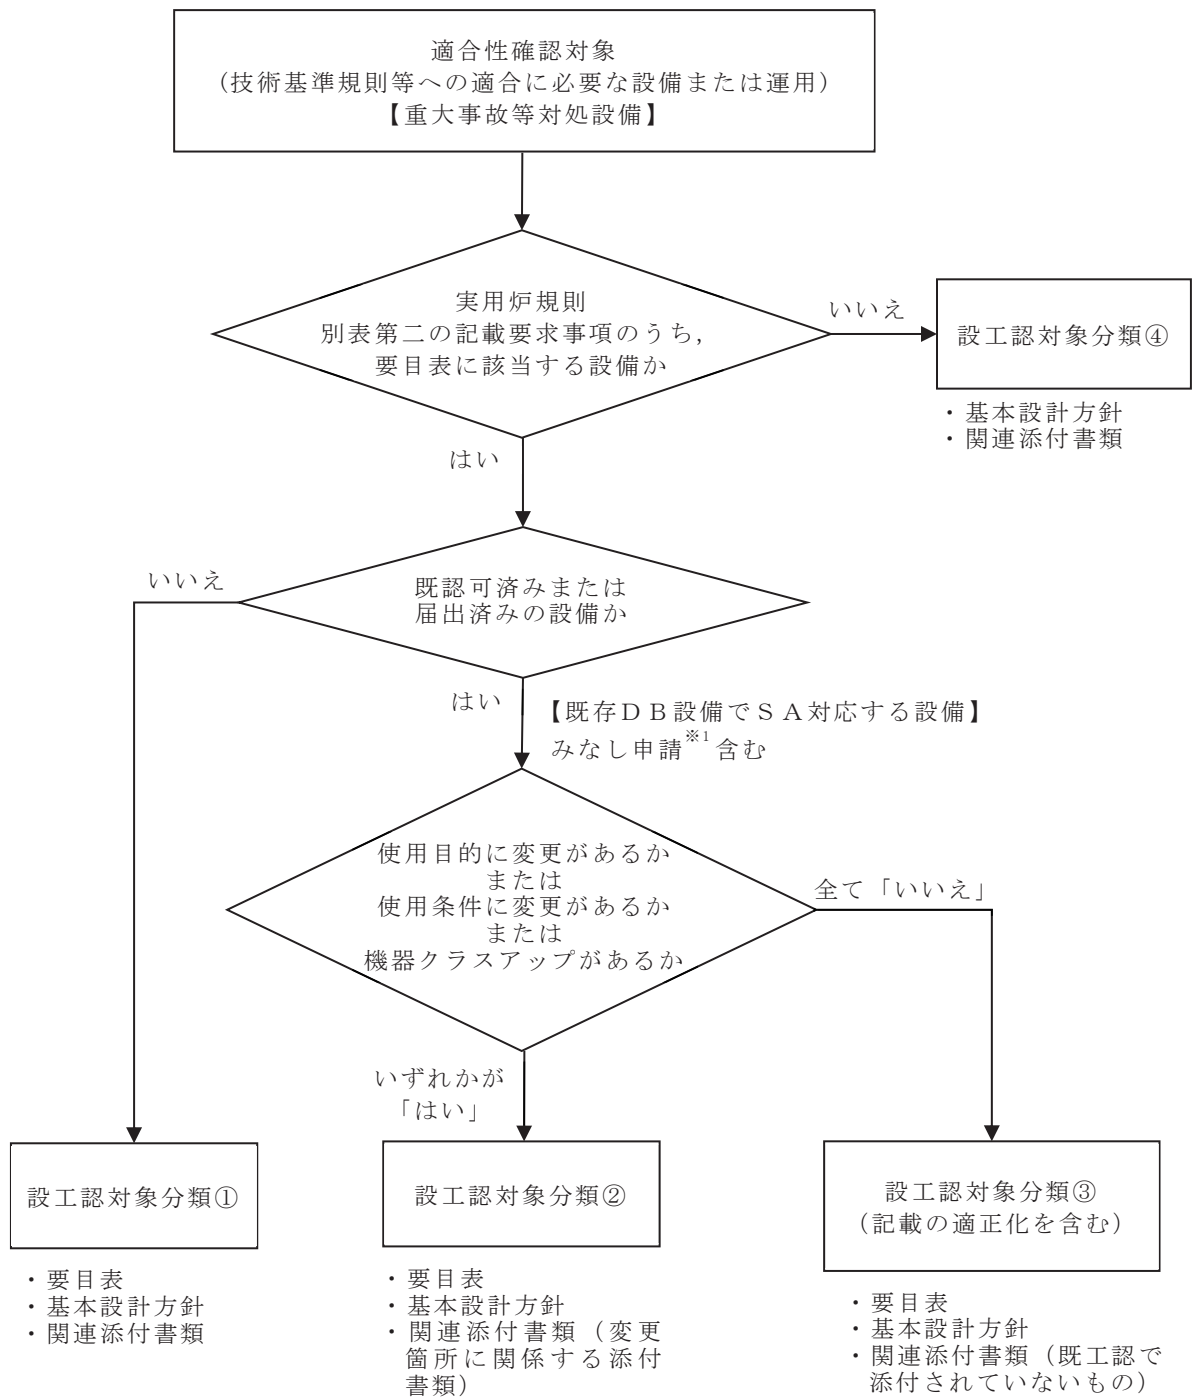 適合性確認対象
(技術基準規則等への適合に必要な設備または運用)
【重大事故等対処設備】
実用炉規則
別表第二の記載要求事項のうち,
要目表に該当する設備か
いいえ
設工認対象分類④
・基本設計方針
・関連添付書類
はい
既認可済みまたは
届出済みの設備か
いいえ
はい
【既存DB設備でSA対応する設備】
みなし申請※1含む
使用目的に変更があるか
または
使用条件に変更があるか
または
機器クラスアップがあるか
全て「いいえ」
いずれかが
「はい」
設工認対象分類①
・要目表
・基本設計方針
・関連添付書類
設工認対象分類②
・要目表
・基本設計方針
・関連添付書類(変更
箇所に関係する添付
書類)
設工認対象分類③
(記載の適正化を含む)
・要目表
・基本設計方針
・関連添付書類(既工認で
添付されていないもの)